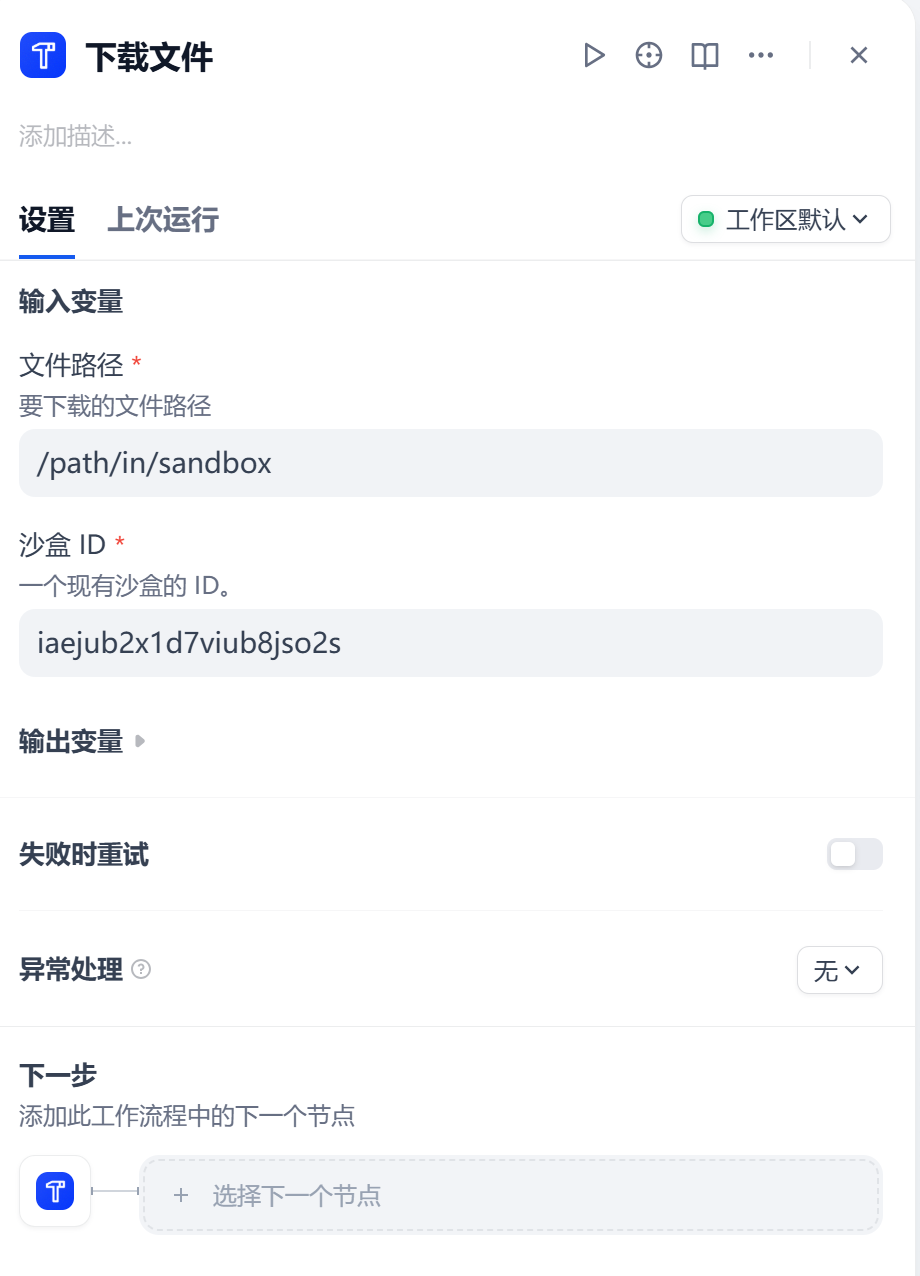 下载文件
添加描述...
设置
上次运行
工作区默认
输入变量
文件路径 *
要下载的文件路径
/path/in/sandbox
沙盒 ID *
一个现有沙盒的 ID。
iaejub2x1d7viub8jso2s
输出变量
失败时重试
异常处理
无
下一步
添加此工作流程中的下一个节点
+ 选择下一个节点